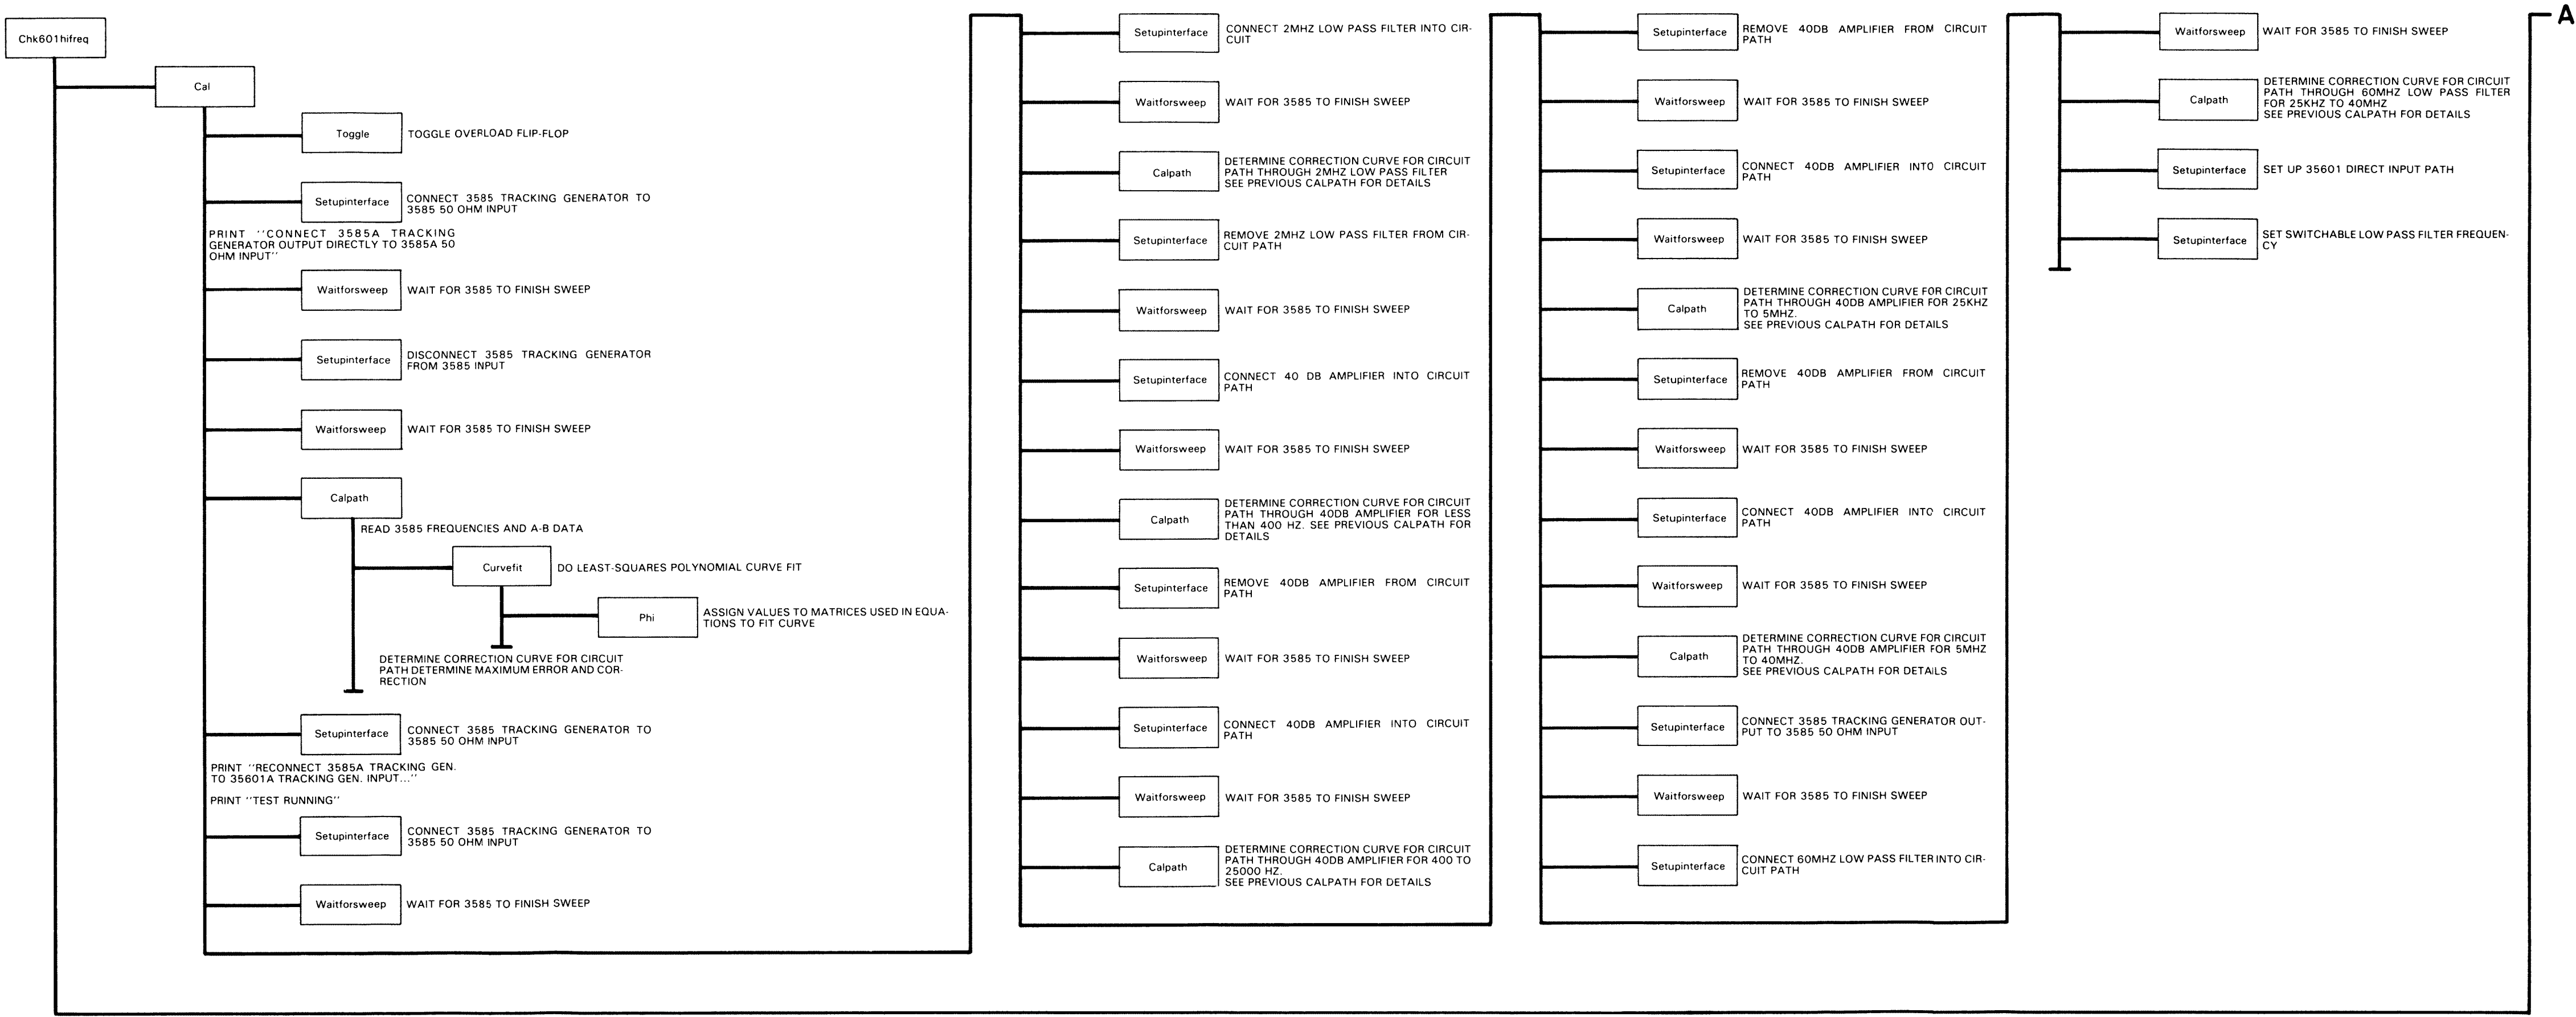 Chk601hifreq
Cal
Toggle
TOGGLE OVERLOAD FLIP-FLOP
Setupinterface
CONNECT 3585 TRACKING GENERATOR TO
3585 50 OHM INPUT
PRINT ''CONNECT 3585A TRACKING
GENERATOR OUTPUT DIRECTLY TO 3585A 50
OHM INPUT''
Waitforsweep
WAIT FOR 3585 TO FINISH SWEEP
Setupinterface
DISCONNECT 3585 TRACKING GENERATOR
FROM 3585 INPUT
Waitforsweep
WAIT FOR 3585 TO FINISH SWEEP
Calpath
READ 3585 FREQUENCIES AND A-B DATA
Curvefit
DO LEAST-SQUARES POLYNOMIAL CURVE FIT
Phi
ASSIGN VALUES TO MATRICES USED IN EQUA-
TIONS TO FIT CURVE
DETERMINE CORRECTION CURVE FOR CIRCUIT
PATH DETERMINE MAXIMUM ERROR AND COR-
RECTION
Setupinterface
CONNECT 3585 TRACKING GENERATOR TO
3585 50 OHM INPUT
PRINT ''RECONNECT 3585A TRACKING GEN.
TO 35601A TRACKING GEN. INPUT...''
PRINT ''TEST RUNNING''
Setupinterface
CONNECT 3585 TRACKING GENERATOR TO
3585 50 OHM INPUT
Waitforsweep
WAIT FOR 3585 TO FINISH SWEEP
Setupinterface
CONNECT 2MHZ LOW PASS FILTER INTO CIR-
CUIT
Waitforsweep
WAIT FOR 3585 TO FINISH SWEEP
Calpath
DETERMINE CORRECTION CURVE FOR CIRCUIT
PATH THROUGH 2MHZ LOW PASS FILTER
SEE PREVIOUS CALPATH FOR DETAILS
Setupinterface
REMOVE 2MHZ LOW PASS FILTER FROM CIR-
CUIT PATH
Waitforsweep
WAIT FOR 3585 TO FINISH SWEEP
Setupinterface
CONNECT 40 DB AMPLIFIER INTO CIRCUIT
PATH
Waitforsweep
WAIT FOR 3585 TO FINISH SWEEP
Calpath
DETERMINE CORRECTION CURVE FOR CIRCUIT
PATH THROUGH 40DB AMPLIFIER FOR LESS
THAN 400 HZ. SEE PREVIOUS CALPATH FOR
DETAILS
Setupinterface
REMOVE 40DB AMPLIFIER FROM CIRCUIT
PATH
Waitforsweep
WAIT FOR 3585 TO FINISH SWEEP
Setupinterface
CONNECT 40DB AMPLIFIER INTO CIRCUIT
PATH
Waitforsweep
WAIT FOR 3585 TO FINISH SWEEP
Calpath
DETERMINE CORRECTION CURVE FOR CIRCUIT
PATH THROUGH 40DB AMPLIFIER FOR 400 TO
25000 HZ.
SEE PREVIOUS CALPATH FOR DETAILS
Setupinterface
REMOVE 40DB AMPLIFIER FROM CIRCUIT
PATH
Waitforsweep
WAIT FOR 3585 TO FINISH SWEEP
Setupinterface
CONNECT 40DB AMPLIFIER INTO CIRCUIT
PATH
Waitforsweep
WAIT FOR 3585 TO FINISH SWEEP
Calpath
DETERMINE CORRECTION CURVE FOR CIRCUIT
PATH THROUGH 40DB AMPLIFIER FOR 25KHZ
TO 5MHZ.
SEE PREVIOUS CALPATH FOR DETAILS
Setupinterface
REMOVE 40DB AMPLIFIER FROM CIRCUIT
PATH
Waitforsweep
WAIT FOR 3585 TO FINISH SWEEP
Setupinterface
CONNECT 40DB AMPLIFIER INTO CIRCUIT
PATH
Waitforsweep
WAIT FOR 3585 TO FINISH SWEEP
Calpath
DETERMINE CORRECTION CURVE FOR CIRCUIT
PATH THROUGH 40DB AMPLIFIER FOR 5MHZ
TO 40MHZ.
SEE PREVIOUS CALPATH FOR DETAILS
Setupinterface
CONNECT 3585 TRACKING GENERATOR OUT-
PUT TO 3585 50 OHM INPUT
Waitforsweep
WAIT FOR 3585 TO FINISH SWEEP
Setupinterface
CONNECT 60MHZ LOW PASS FILTER INTO CIR-
CUIT PATH
Waitforsweep
WAIT FOR 3585 TO FINISH SWEEP
Calpath
DETERMINE CORRECTION CURVE FOR CIRCUIT
PATH THROUGH 60MHZ LOW PASS FILTER
FOR 25KHZ TO 40MHZ
SEE PREVIOUS CALPATH FOR DETAILS
Setupinterface
SET UP 35601 DIRECT INPUT PATH
Setupinterface
SET SWITCHABLE LOW PASS FILTER FREQUEN-
CY
A